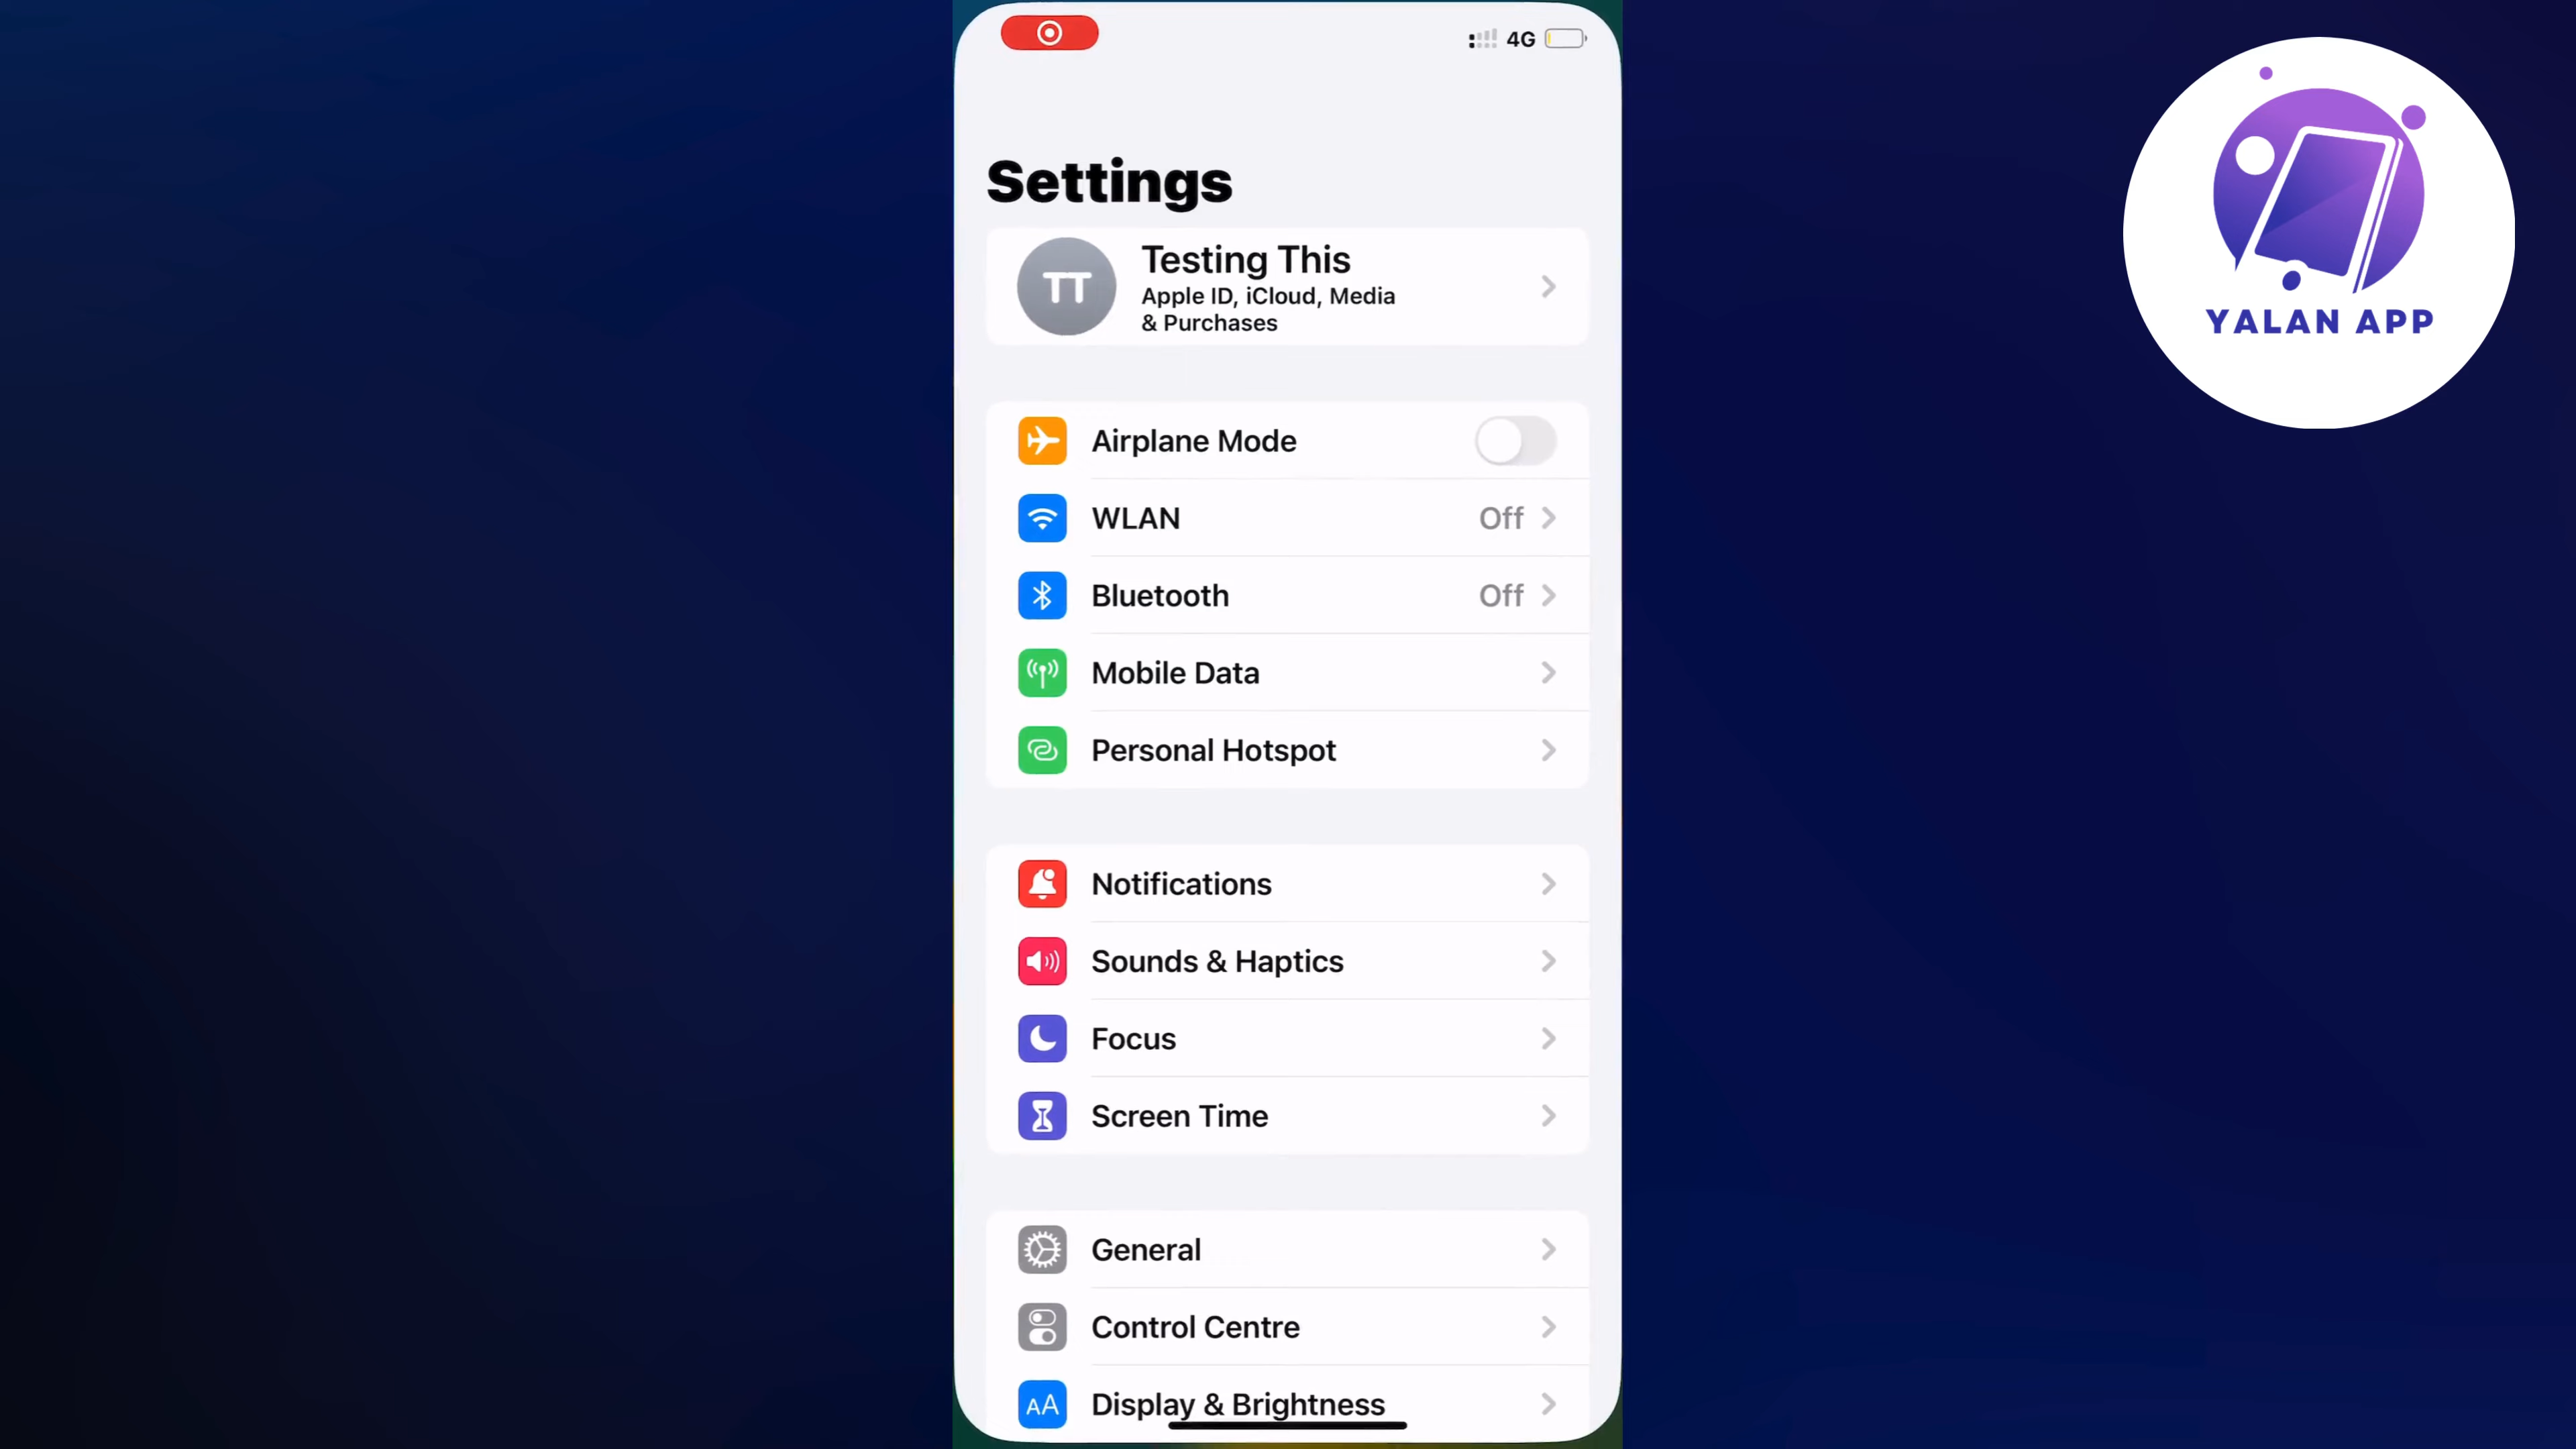 4G
YALAN APP
Settings
TT
Testing This
Apple ID, iCloud, Media
& Purchases
Airplane Mode
WLAN Off
Bluetooth Off
Mobile Data
Personal Hotspot
Notifications
Sounds & Haptics
Focus
Screen Time
General
Control Centre
AA Display & Brightness